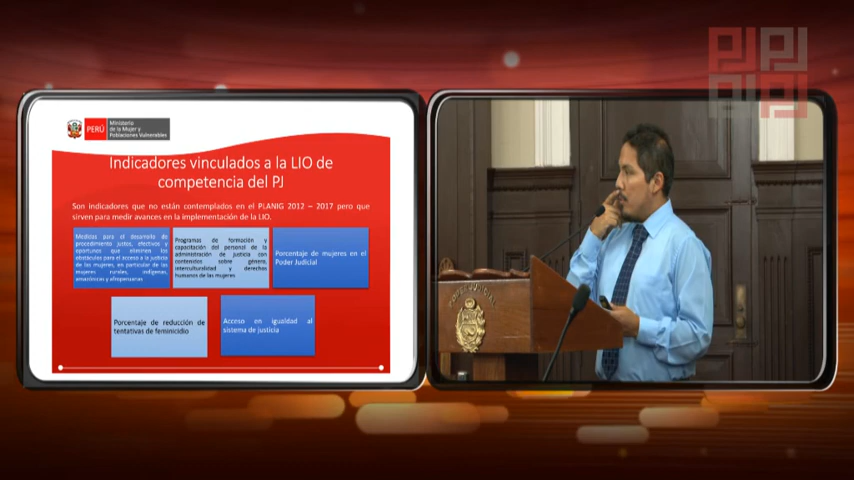 PERÚ
Ministerio
de la Mujer y
Poblaciones Vulnerables
Indicadores vinculados a la LIO de
competencia del PJ
Son indicadores que no están contemplados en el PLANIG 2012 – 2017 pero que
sirven para medir avances en la implementación de la LIO.
Medidas para el desarrollo de
procedimiento justos, efectivos y
oportunos que eliminen los
obstáculos para el acceso a la justicia
de las mujeres, en particular de las
mujeres rurales, indígenas,
amazónicas y afroperuanas
Programas de formación y
capacitación del personal de la
administración de justicia con
contenidos sobre género,
interculturalidad y derechos
humanos de las mujeres
Porcentaje de mujeres en el
Poder Judicial
Porcentaje de reducción de
tentativas de feminicidio
Acceso en igualdad al
sistema de justicia
PODER JUDICIAL
PJ PJ
PJ PJ